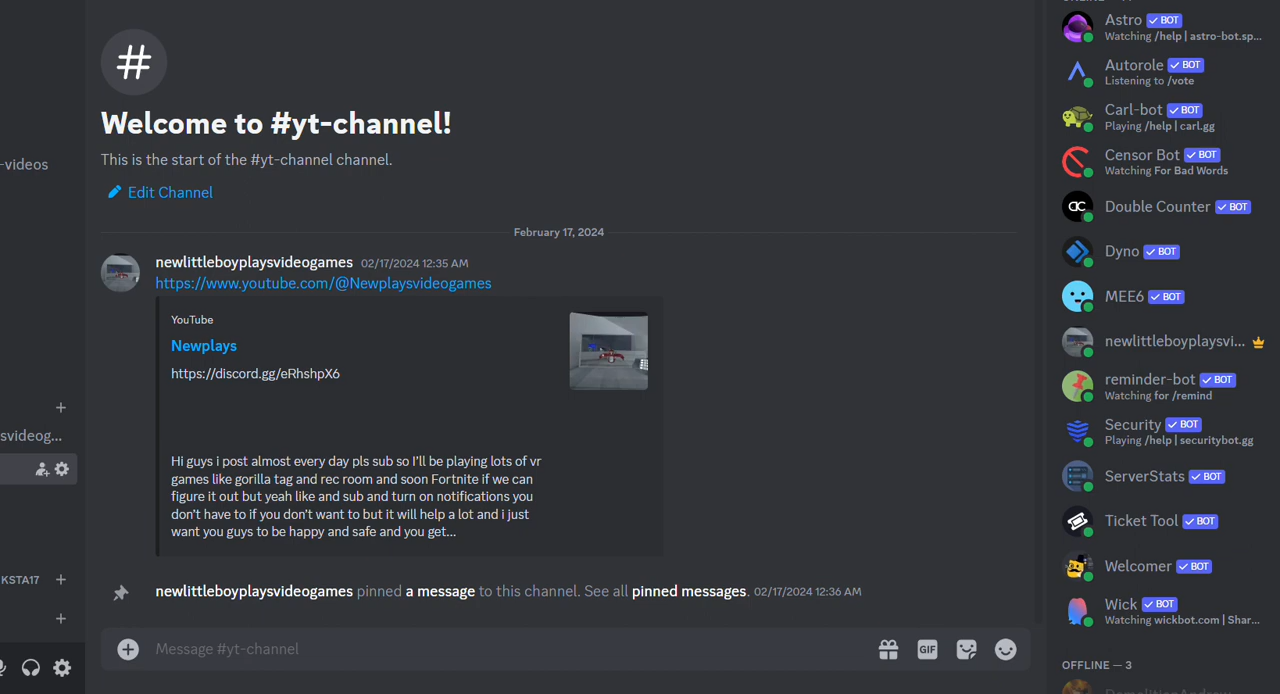 -videos
svideog...
KSTA17
Welcome to #yt-channel!
This is the start of the #yt-channel channel.
Edit Channel
February 17, 2024
newlittleboyplaysvideogames 02/17/2024 12:35 AM
https://www.youtube.com/@Newplaysvideogames
YouTube
Newplays
https://discord.gg/eRhshpX6
Hi guys i post almost every day pls sub so I'll be playing lots of vr
games like gorilla tag and rec room and soon Fortnite if we can
figure it out but yeah like and sub and turn on notifications you
don't have to if you don't want to but it will help a lot and i just
want you guys to be happy and safe and you get...
newlittleboyplaysvideogames pinned a message to this channel. See all pinned messages. 02/17/2024 12:36 AM
Message #yt-channel
GIF
Astro BOT
Watching /help | astro-bot.sp...
Autorole BOT
Listening to /vote
Carl-bot BOT
Playing /help | carl.gg
Censor Bot BOT
Watching For Bad Words
Double Counter BOT
Dyno BOT
MEE6 BOT
newlittleboyplaysvi...
reminder-bot BOT
Watching for /remind
Security BOT
Playing /help | securitybot.gg
ServerStats BOT
Ticket Tool BOT
Welcomer BOT
Wick BOT
Watching wickbot.com | Shar...
OFFLINE — 3